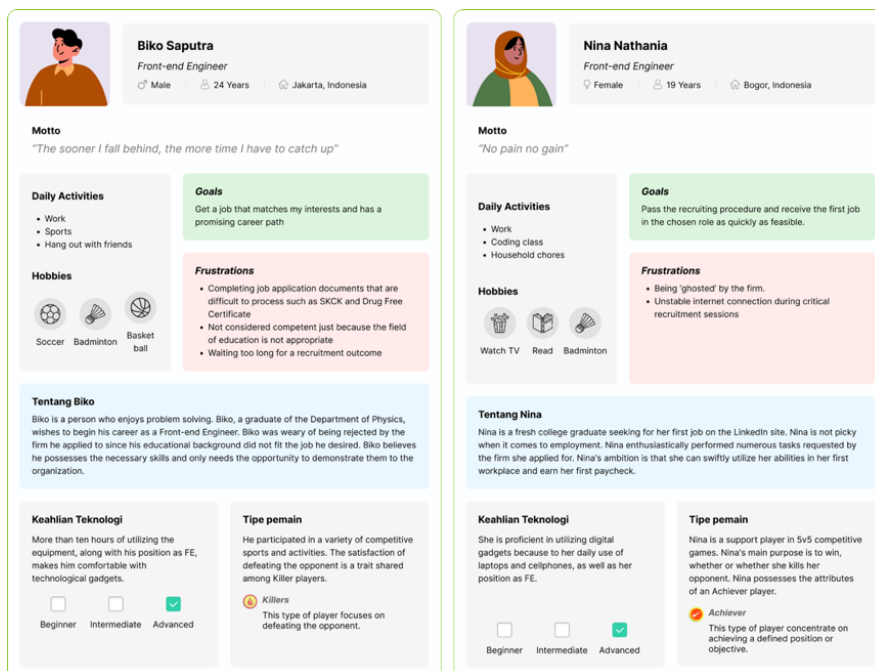 Biko Saputra
Front-end Engineer
Male
24 Years
Jakarta, Indonesia
Motto
“The sooner I fall behind, the more time I have to catch up”
Daily Activities
• Work
• Sports
• Hang out with friends
Hobbies
Soccer
Badminton
Basket
ball
Goals
Get a job that matches my interests and has a
promising career path
Frustrations
• Completing job application documents that are
difficult to process such as SKCK and Drug Free
Certificate
• Not considered competent just because the field
of education is not appropriate
• Waiting too long for a recruitment outcome
Tentang Biko
Biko is a person who enjoys problem solving. Biko, a graduate of the Department of Physics,
wishes to begin his career as a Front-end Engineer. Biko was weary of being rejected by the
firm he applied to since his educational background did not fit the job he desired. Biko believes
he possesses the necessary skills and only needs the opportunity to demonstrate them to the
organization.
Keahlian Teknologi
More than ten hours of utilizing the
equipment, along with his position as FE,
makes him comfortable with
technological gadgets.
Beginner
Intermediate
Advanced
Tipe pemain
He participated in a variety of competitive
sports and activities. The satisfaction of
defeating the opponent is a trait shared
among Killer players.
Killers
This type of player focuses on
defeating the opponent.
Nina Nathania
Front-end Engineer
Female
19 Years
Bogor, Indonesia
Motto
“No pain no gain”
Daily Activities
• Work
• Coding class
• Household chores
Hobbies
Watch TV
Read
Badminton
Goals
Pass the recruiting procedure and receive the first job
in the chosen role as quickly as feasible.
Frustrations
• Being ‘ghosted’ by the firm.
• Unstable internet connection during critical
recruitment sessions
Tentang Nina
Nina is a fresh college graduate seeking for her first job on the LinkedIn site. Nina is not picky
when it comes to employment. Nina enthusiastically performed numerous tasks requested by
the firm she applied for. Nina's ambition is that she can swiftly utilize her abilities in her first
workplace and earn her first paycheck.
Keahlian Teknologi
She is proficient in utilizing digital
gadgets because to her daily use of
laptops and cellphones, as well as her
position as FE.
Beginner
Intermediate
Advanced
Tipe pemain
Nina is a support player in 5v5 competitive
games. Nina's main purpose is to win,
whether or whether she kills her
opponent. Nina possesses the attributes
of an Achiever player.
Achiever
This type of player concentrate on
achieving a defined position or
objective.